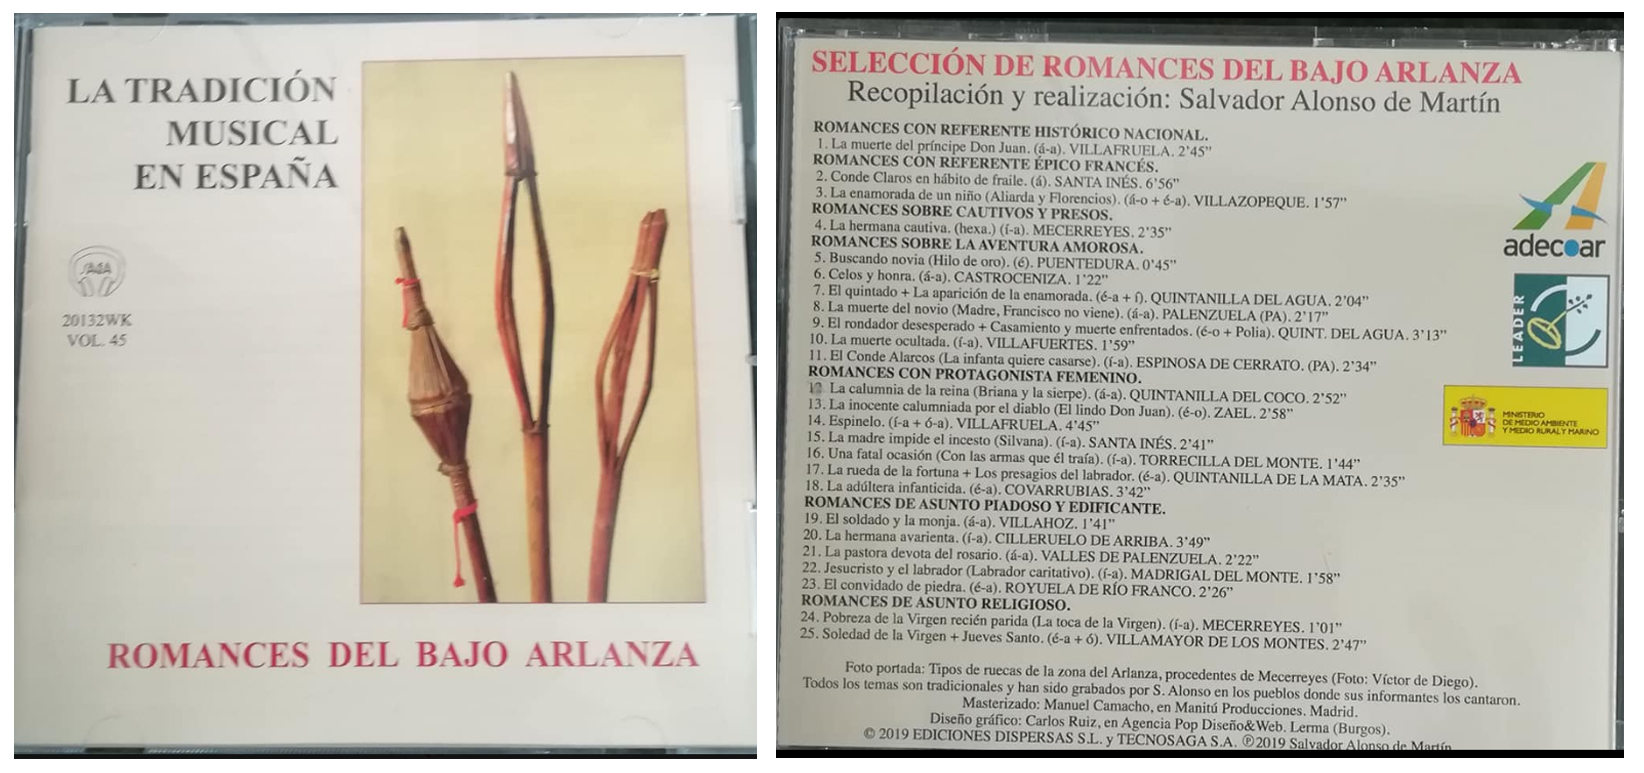 LA TRADICIÓN
MUSICAL
EN ESPAÑA
SAGA
20132WK
VOL. 45
ROMANCES DEL BAJO ARLANZA
SELECCIÓN DE ROMANCES DEL BAJO ARLANZA
Recopilación y realización: Salvador Alonso de Martín
ROMANCES CON REFERENTE HISTÓRICO NACIONAL.
1. La muerte del príncipe Don Juan. (á-a). VILLAFRUELA. 2’45”
ROMANCES CON REFERENTE ÉPICO FRANCÉS.
2. Conde Claros en hábito de fraile. (á). SANTA INÉS. 6’56”
3. La enamorada de un niño (Aliarda y Florencios). (á-o + é-a). VILLAZOPEQUE. 1’57”
ROMANCES SOBRE CAUTIVOS Y PRESOS.
4. La hermana cautiva. (hexa.) (í-a). MECERREYES. 2’35”
ROMANCES SOBRE LA AVENTURA AMOROSA.
5. Buscando novia (Hilo de oro). (é). PUENTEDURA. 0’45”
6. Celos y honra. (á-a). CASTROCENIZA. 1’22”
7. El quintado + La aparición de la enamorada. (é-a + í). QUINTANILLA DEL AGUA. 2’04”
8. La muerte del novio (Madre, Francisco no viene). (á-a). PALENZUELA (PA). 2’17”
9. El rondador desesperado + Casamiento y muerte enfrentados. (é-o + Polia). QUINT. DEL AGUA. 3’13”
10. La muerte ocultada. (í-a). VILLAFUERTES. 1’59”
11. El Conde Alarcos (La infanta quiere casarse). (í-a). ESPINOSA DE CERRATO. (PA). 2’34”
ROMANCES CON PROTAGONISTA FEMENINO.
12. La calumnia de la reina (Briana y la sierpe). (á-a). QUINTANILLA DEL COCO. 2’52”
13. La inocente calumniada por el diablo (El lindo Don Juan). (é-o). ZAEL. 2’58”
14. Espinelo. (í-a + ó-a). VILLAFRUELA. 4’45”
15. La madre impide el incesto (Silvana). (í-a). SANTA INÉS. 2’41”
16. Una fatal ocasión (Con las armas que él traía). (í-a). TORRECILLA DEL MONTE. 1’44”
17. La rueda de la fortuna + Los presagios del labrador. (é-a). QUINTANILLA DE LA MATA. 2’35”
18. La adúltera infanticida. (é-a). COVARRUBIAS. 3’42”
ROMANCES DE ASUNTO PIADOSO Y EDIFICANTE.
19. El soldado y la monja. (á-a). VILLAHOZ. 1’41”
20. La hermana avarienta. (í-a). CILLERUELO DE ARRIBA. 3’49”
21. La pastora devota del rosario. (á-a). VALLES DE PALENZUELA. 2’22”
22. Jesucristo y el labrador (Labrador caritativo). (í-a). MADRIGAL DEL MONTE. 1’58”
23. El convidado de piedra. (é-a). ROYUELA DE RÍO FRANCO. 2’26”
ROMANCES DE ASUNTO RELIGIOSO.
24. Pobreza de la Virgen recién parida (La toca de la Virgen). (í-a). MECERREYES. 1’01”
25. Soledad de la Virgen + Jueves Santo. (é-a + ó). VILLAMAYOR DE LOS MONTES. 2’47”
adecoar
LEADER
MINISTERIO
DE MEDIO AMBIENTE
Y MEDIO RURAL Y MARINO
Foto portada: Tipos de ruecas de la zona del Arlanza, procedentes de Mecerreyes (Foto: Víctor de Diego).
Todos los temas son tradicionales y han sido grabados por S. Alonso en los pueblos donde sus informantes los cantaron.
Masterizado: Manuel Camacho, en Manitú Producciones. Madrid.
Diseño gráfico: Carlos Ruiz, en Agencia Pop Diseño&Web. Lerma (Burgos).
© 2019 EDICIONES DISPERSAS S.L. y TECNOSAGA S.A. ℗2019 Salvador Alonso de Martín